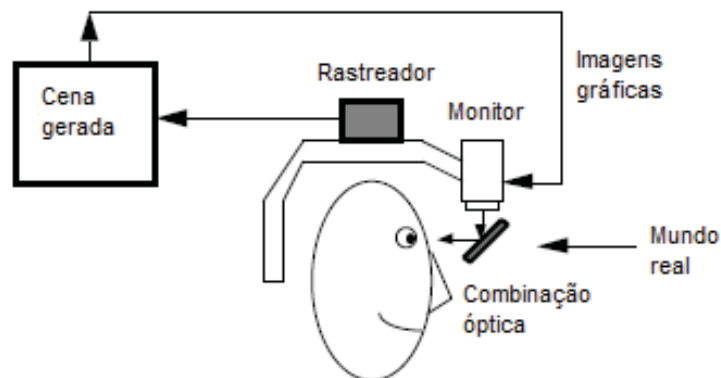 Cena
gerada
Rastreador
Monitor
Imagens
gráficas
Mundo
real
Combinação
óptica